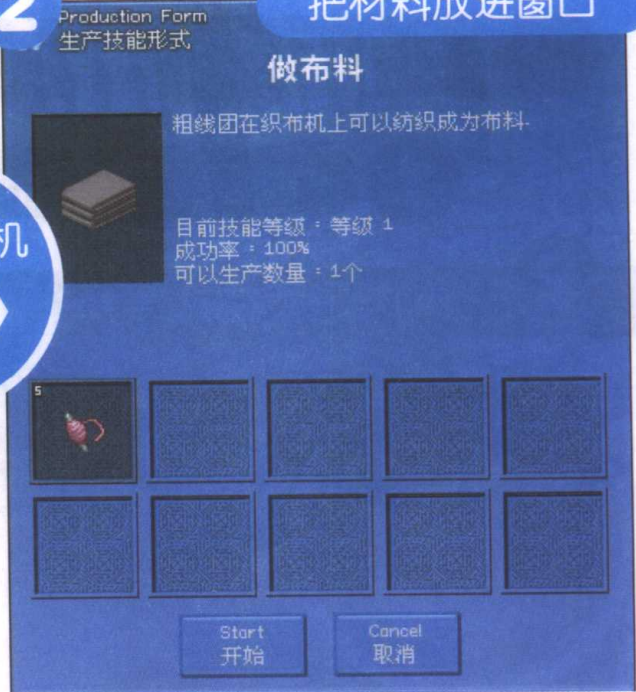 2
把材料放进窗口
Production Form
生产技能形式
做布料
粗线团在织布机上可以纺织成为布料.
机
目前技能等级：等级 1
成功率：100%
可以生产数量：1个
5
Start
开始
Cancel
取消